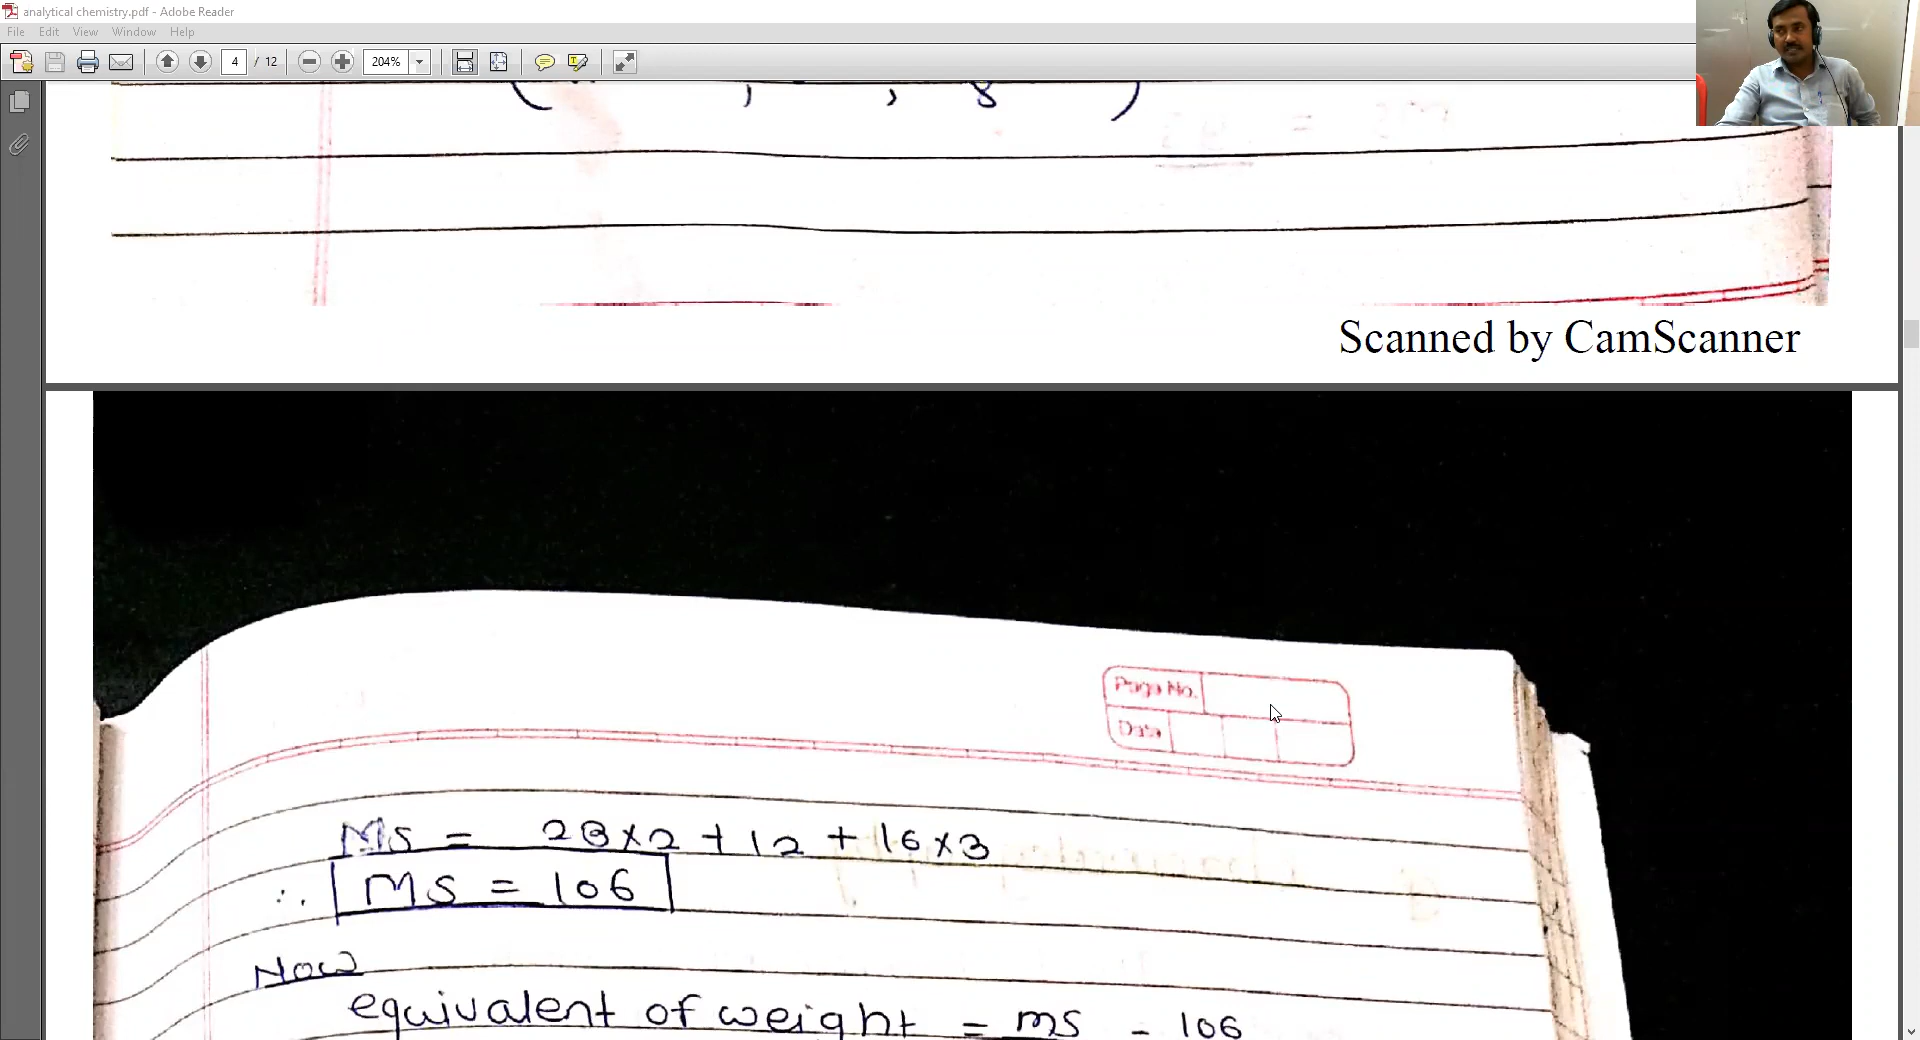 analytical chemistry.pdf - Adobe Reader
File Edit View Window Help
4 / 12 204%
( , , 8 )
Scanned by CamScanner
Page No.
Date
MS = 23×2 + 12 + 16×3
∴ MS = 106
Now
equivalent of weight = MS - 106